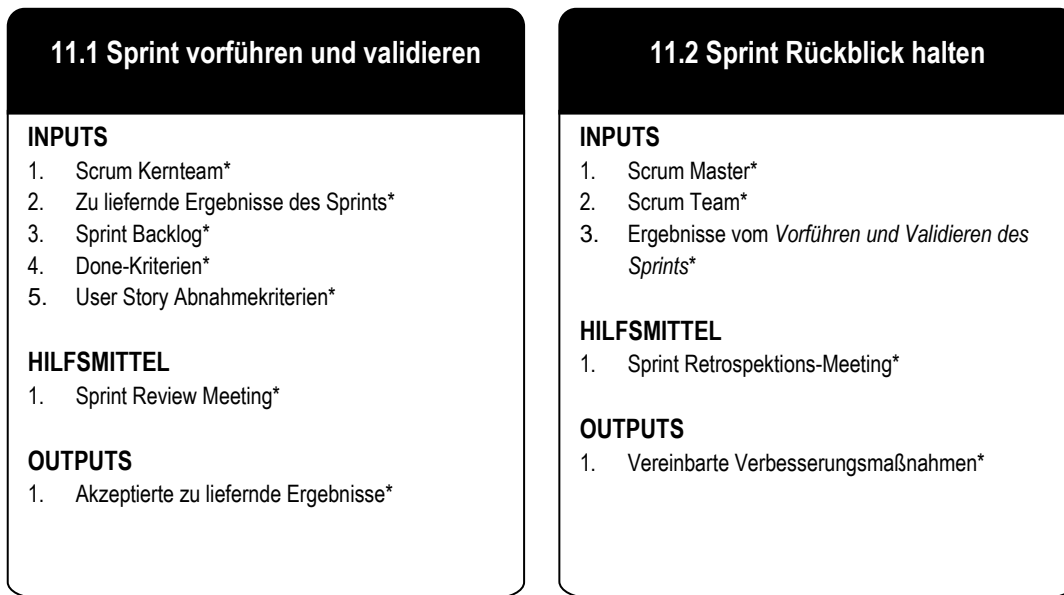 11.1 Sprint vorführen und validieren
INPUTS
1. Scrum Kernteam*
2. Zu liefernde Ergebnisse des Sprints*
3. Sprint Backlog*
4. Done-Kriterien*
5. User Story Abnahmekriterien*
HILFSMITTEL
1. Sprint Review Meeting*
OUTPUTS
1. Akzeptierte zu liefernde Ergebnisse*
11.2 Sprint Rückblick halten
INPUTS
1. Scrum Master*
2. Scrum Team*
3. Ergebnisse vom Vorführen und Validieren des
Sprints*
HILFSMITTEL
1. Sprint Retrospektions-Meeting*
OUTPUTS
1. Vereinbarte Verbesserungsmaßnahmen*